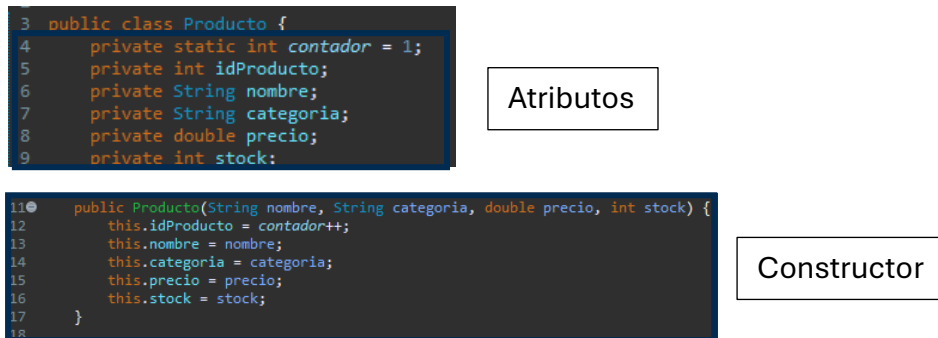 3 public class Producto {
4 private static int contador = 1;
5 private int idProducto;
6 private String nombre;
7 private String categoria;
8 private double precio;
9 private int stock;
Atributos
11 public Producto(String nombre, String categoria, double precio, int stock) {
12 this.idProducto = contador++;
13 this.nombre = nombre;
14 this.categoria = categoria;
15 this.precio = precio;
16 this.stock = stock;
17 }
18
Constructor